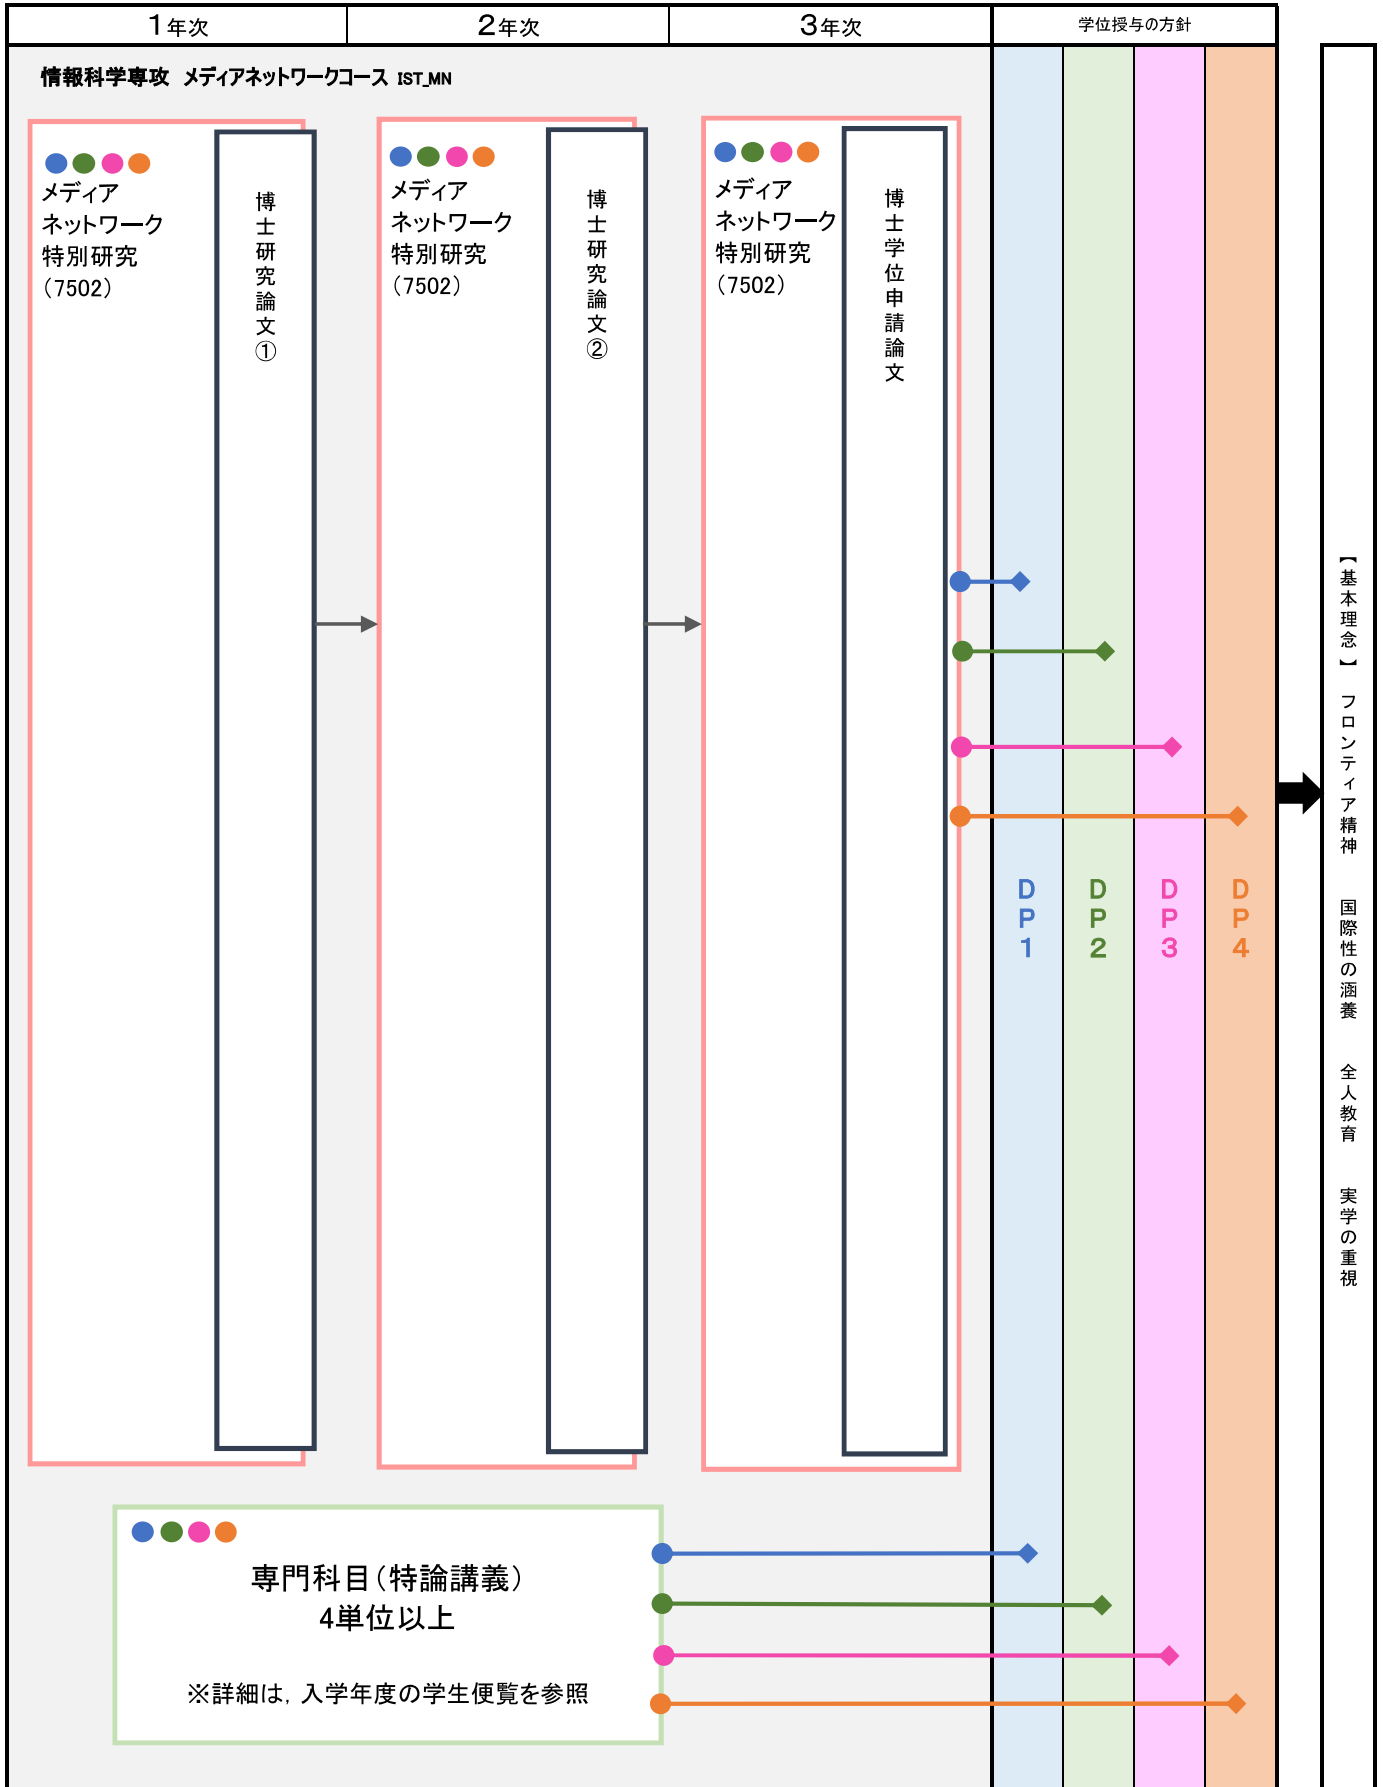 1年次
2年次
3年次
学位授与の方針
情報科学専攻 メディアネットワークコース IST_MN
メディア
ネットワーク
特別研究
(7502)
博士研究論文①
メディア
ネットワーク
特別研究
(7502)
博士研究論文②
メディア
ネットワーク
特別研究
(7502)
博士学位申請論文
DP1
DP2
DP3
DP4
【基本理念】 フロンティア精神 国際性の涵養 全人教育 実学の重視
専門科目(特論講義)
4単位以上
※詳細は,入学年度の学生便覧を参照